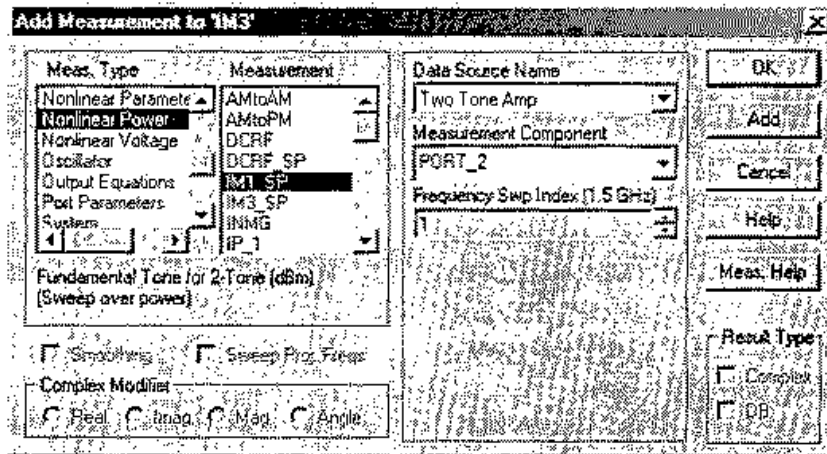 Add Measurement to 'IM3'
Meas. Type
Nonlinear Paramete
Nonlinear Power
Nonlinear Voltage
Oscillator
Output Equations
Port Parameters
System
Measurement
AMtoAM
AMtoPM
DCRF
DCRF_SP
IM1_SP
IM3_SP
INMG
IP_1
Fundamental Tone for 2-Tone (dBm)
(Sweep over power)
Smoothing
Sweep Proj Freqs
Complex Modifier
Real
Imag
Mag
Angle
Data Source Name
Two Tone Amp
Measurement Component
PORT_2
Frequency Swp Index (1.5 GHz)
1
OK
Add
Cancel
Help
Meas. Help
Result Type
Complex
DB